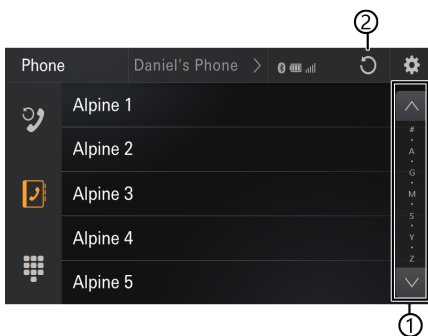 2
Phone
Daniel's Phone >
Alpine 1
Alpine 2
Alpine 3
Alpine 4
Alpine 5
#
A
G
M
S
Y
Z
1